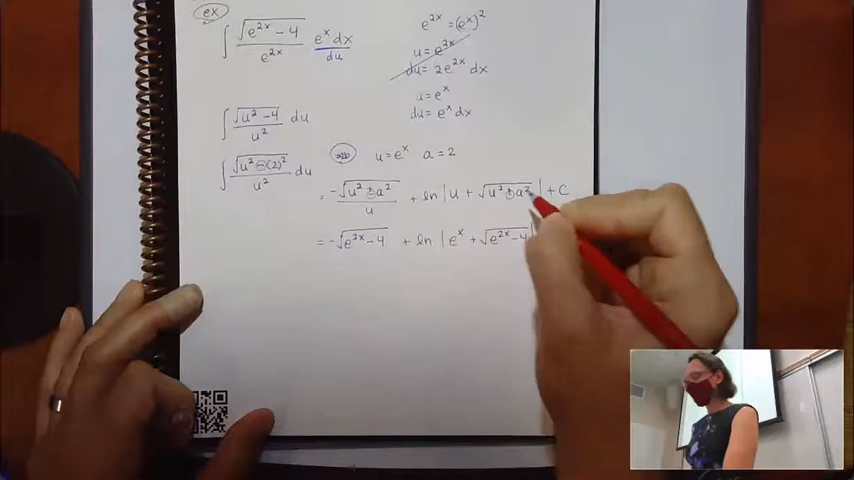 ex
∫ √(e^2x − 4) / e^2x  e^x dx
du
e^2x = (e^x)^2
u = e^2x
du = 2e^2x dx
u = e^x
du = e^x dx
∫ √(u^2 − 4) / u^2 du
∫ √(u^2 − (2)^2) / u^2 du
u = e^x  a = 2
= −√(u^2 ± a^2) / u + ln |u + √(u^2 ± a^2)| + C
= −√(e^2x − 4) + ln |e^x + √(e^2x − 4)|